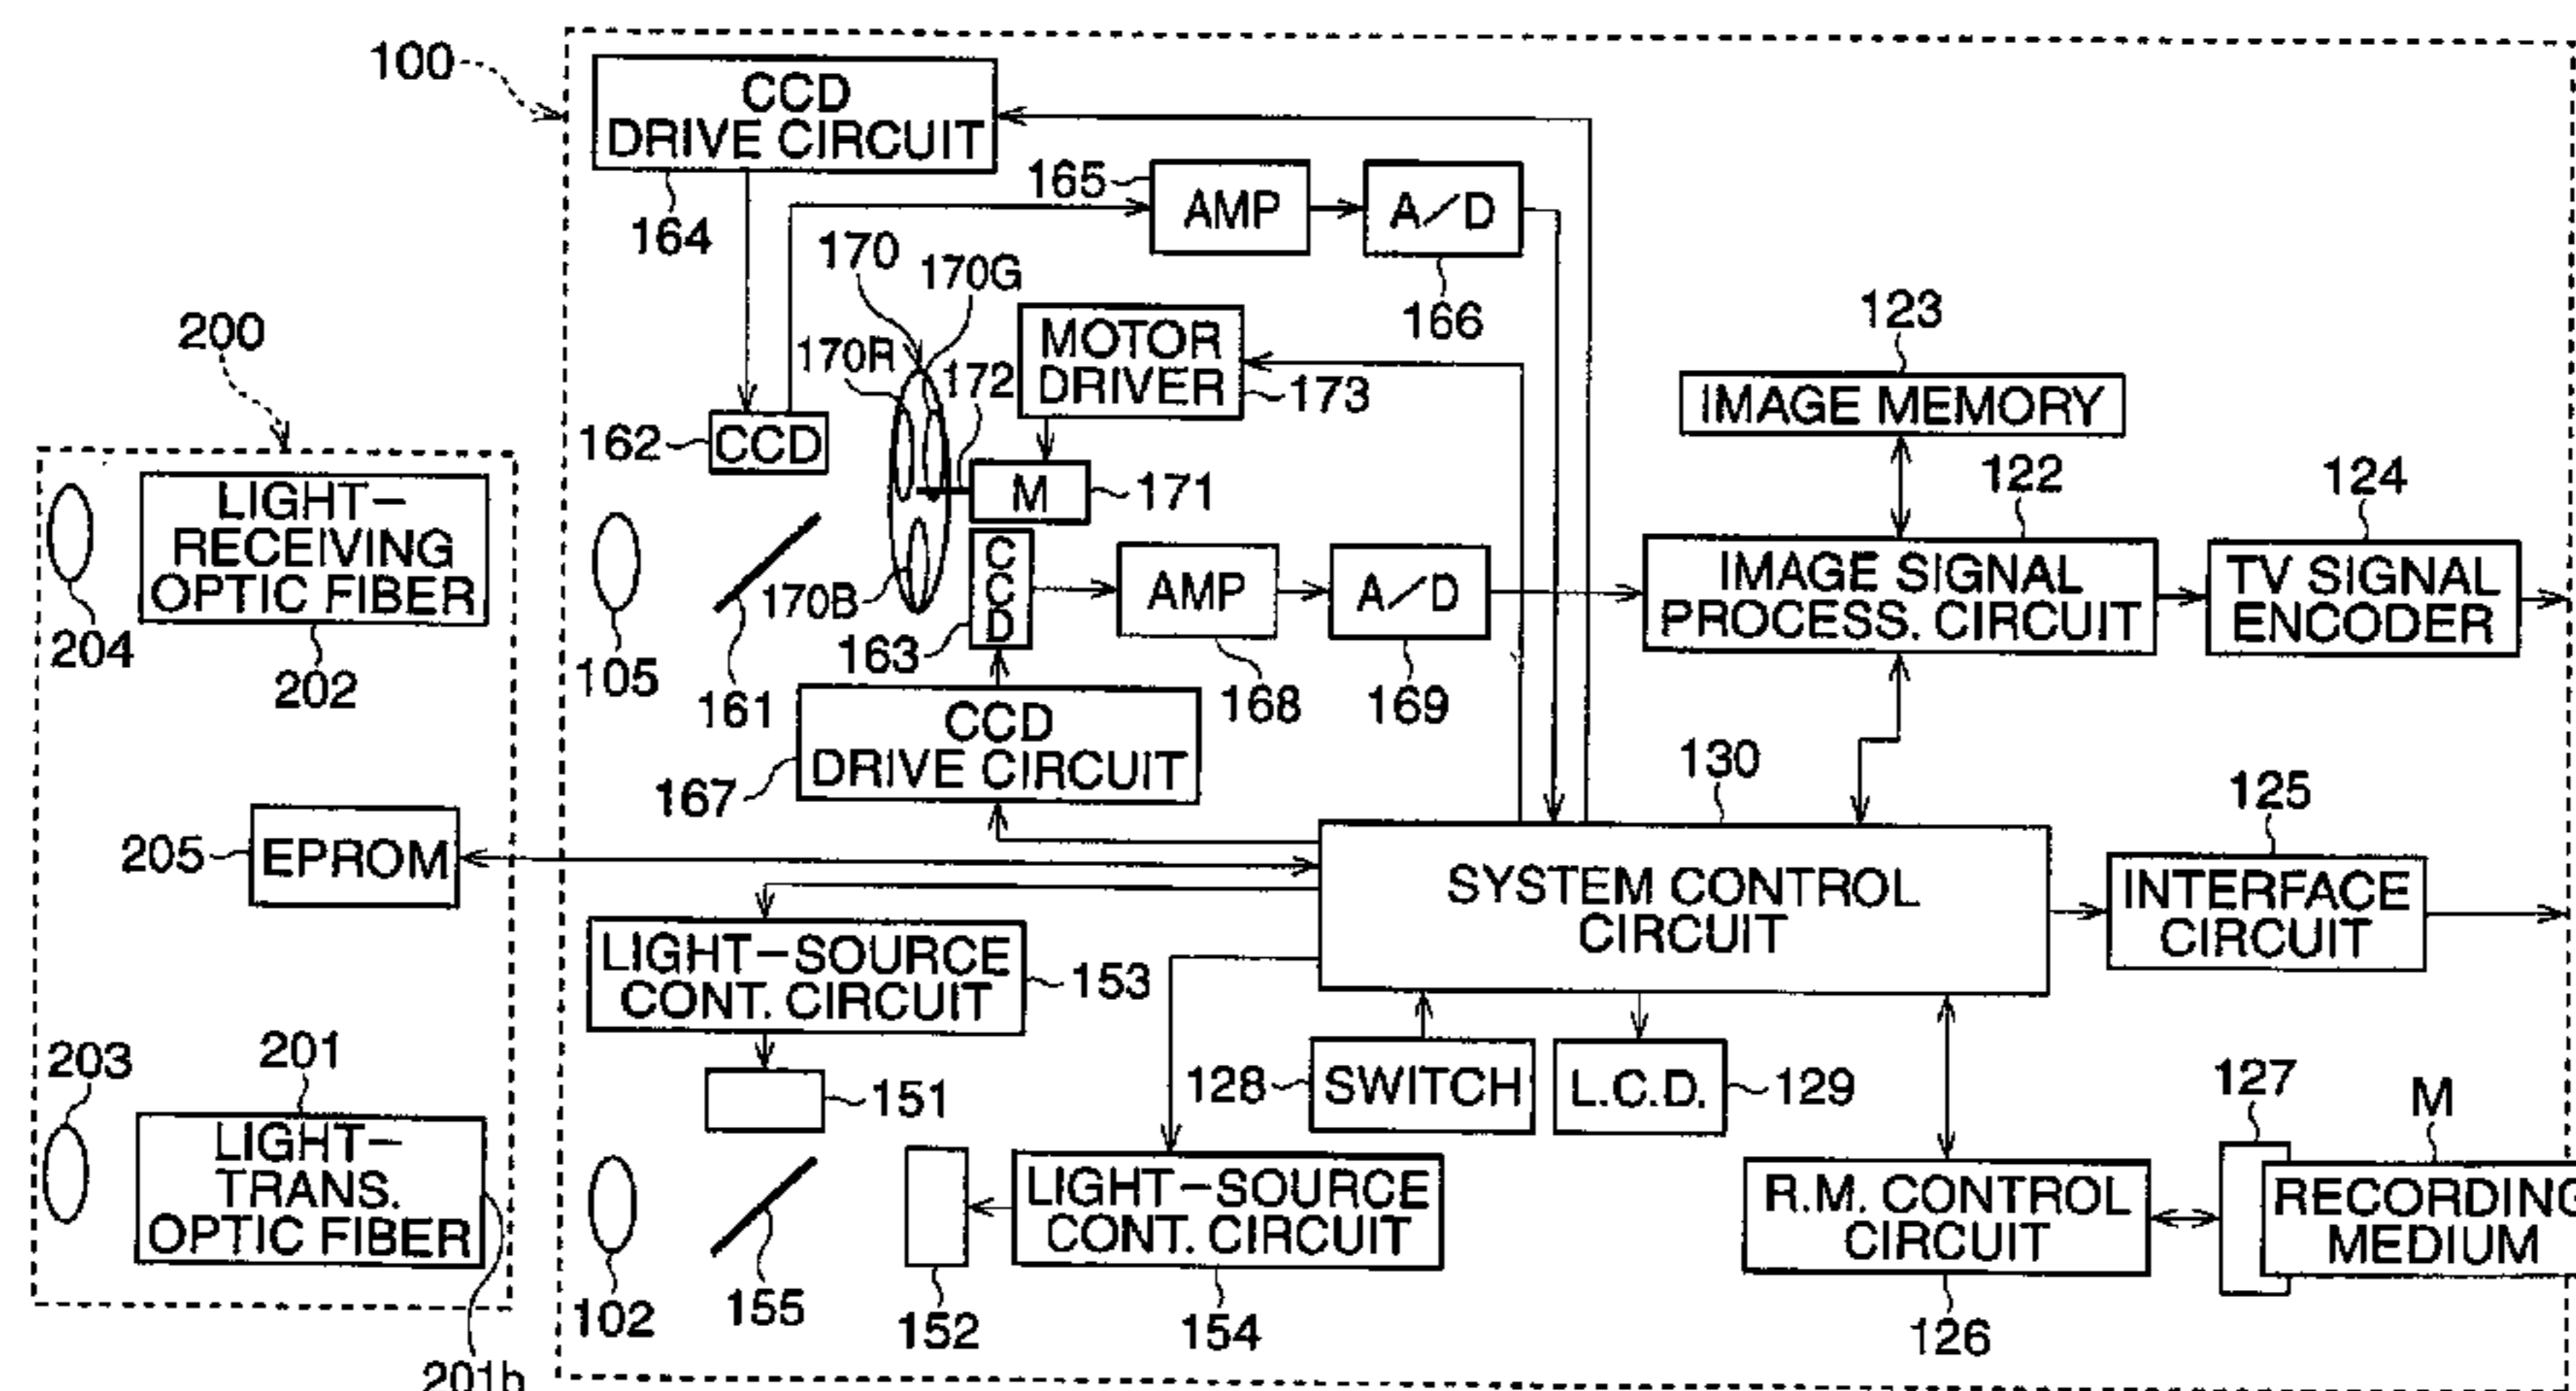 100
CCD
DRIVE CIRCUIT
164
165
AMP
A/D
166
170
170G
170R
172
MOTOR
DRIVER
173
123
IMAGE MEMORY
200
162
CCD
M
171
122
124
204
LIGHT-
RECEIVING
OPTIC FIBER
202
105
161
170B
CCD
163
AMP
168
A/D
169
IMAGE SIGNAL
PROCESS. CIRCUIT
TV SIGNAL
ENCODER
CCD
DRIVE CIRCUIT
167
130
125
205
EPROM
SYSTEM CONTROL
CIRCUIT
INTERFACE
CIRCUIT
LIGHT-SOURCE
CONT. CIRCUIT
153
203
201
LIGHT-
TRANS.
OPTIC FIBER
201b
151
128
SWITCH
L.C.D.
129
127
M
102
155
152
LIGHT-SOURCE
CONT. CIRCUIT
154
R.M. CONTROL
CIRCUIT
126
RECORDING
MEDIUM